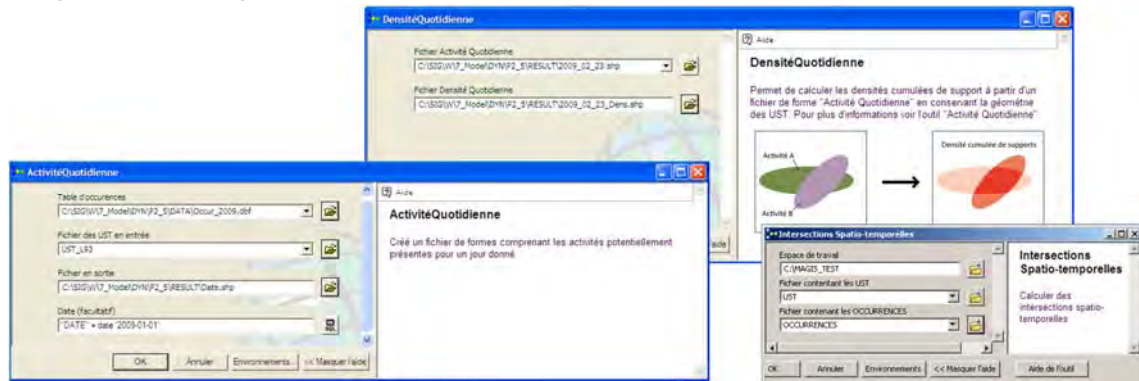 DensitéQuotidienne
Fichier Activité Quotidienne
C:\SIG\W\7_Model\DYN\F2_5\RESULT\2009_02_23.shp
Fichier Densité Quotidienne
C:\SIG\W\7_Model\DYN\F2_5\RESULT\2009_02_23_Dens.shp
Aide
DensitéQuotidienne
Permet de calculer les densités cumulées de support à partir d'un
fichier de forme "Activité Quotidienne" en conservant la géométrie
des UST. Pour plus d'informations voir l'outil "Activité Quotidienne"
Activité A
Activité B
Densité cumulée de supports
ActivitéQuotidienne
Table d'occurences
C:\SIG\W\7_Model\DYN\F2_5\DATA\Occur_2009.dbf
Fichier des UST en entrée
UST_L93
Fichier en sortie
C:\SIG\W\7_Model\DYN\F2_5\RESULT\Date.shp
Date (facultatif)
"DATE" = date '2009-01-01'
OK
Annuler
Environnements...
<< Masquer l'aide
Aide
ActivitéQuotidienne
Créé un fichier de formes comprenant les activités potentiellement
présentes pour un jour donné
Intersections Spatio-temporelles
Espace de travail
C:\MAGIS_TEST
Fichier contentant les UST
UST
Fichier contenant les OCCURRENCES
OCCURRENCES
OK
Annuler
Environnements...
<< Masquer l'aide
Intersections
Spatio-temporelles
Calculer des
intersections spatio-
temporelles
Aide de l'outil